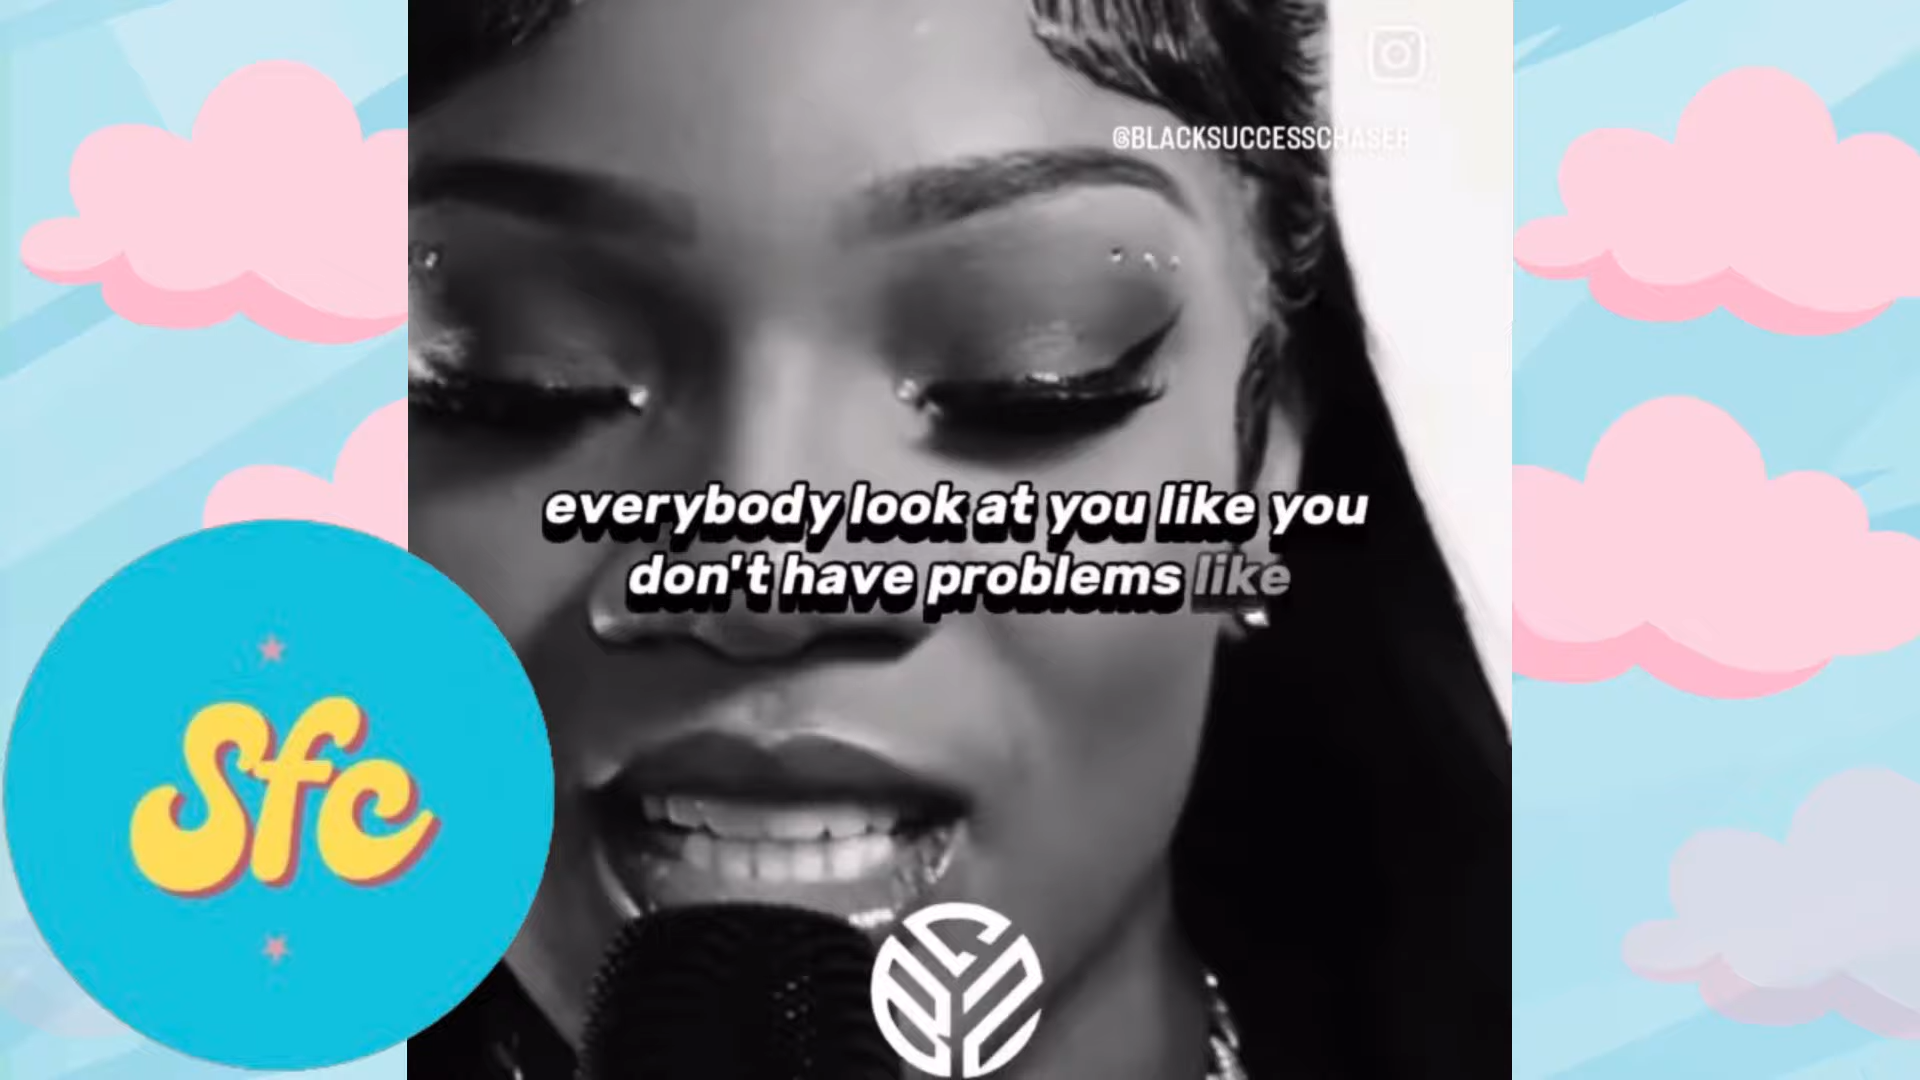 @BLACKSUCCESSCHASER
everybody look at you like you
don't have problems like
Sfc